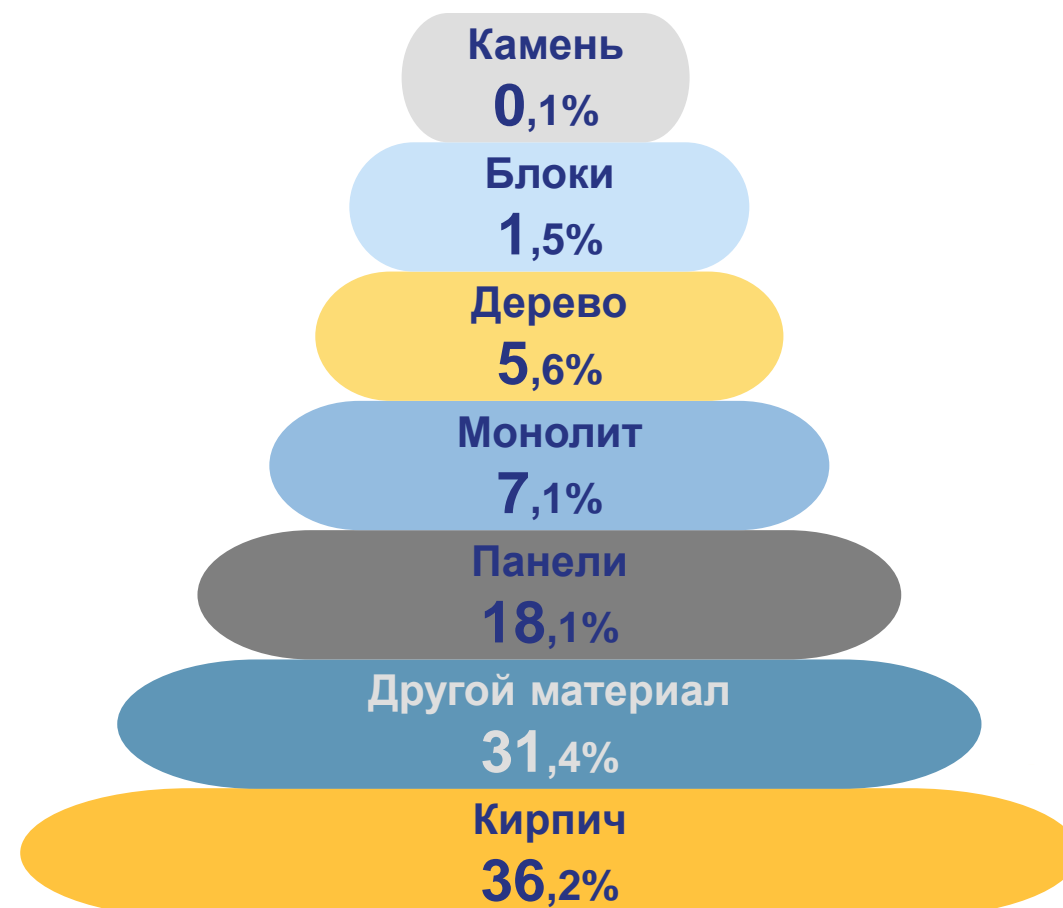 Камень
0,1%
Блоки
1,5%
Дерево
5,6%
Монолит
7,1%
Панели
18,1%
Другой материал
31,4%
Кирпич
36,2%